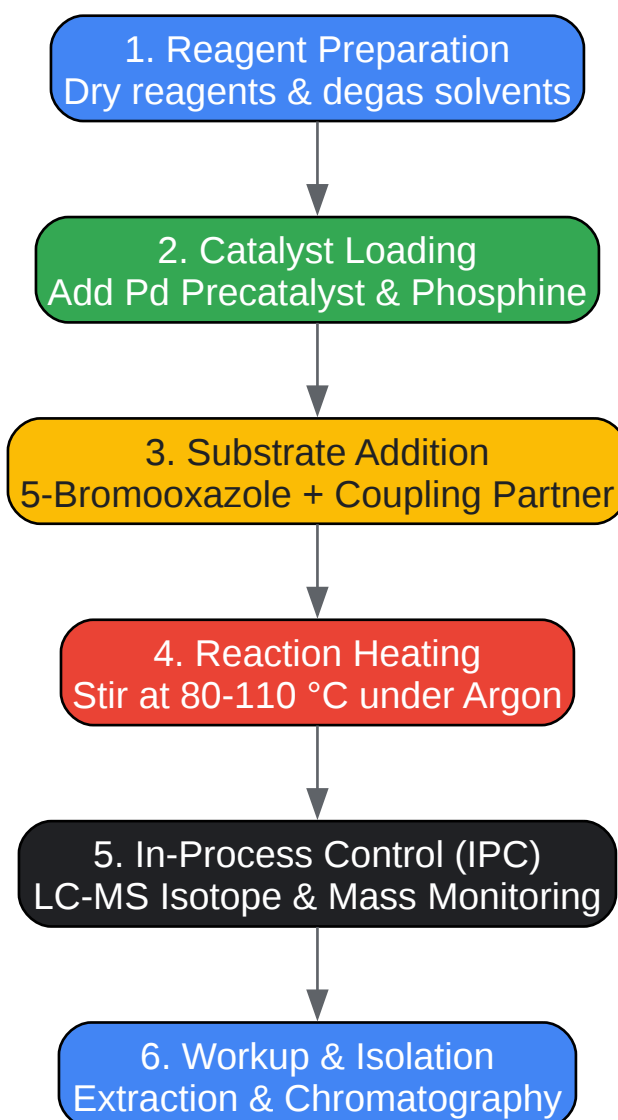 1. Reagent Preparation
Dry reagents & degas solvents
2. Catalyst Loading
Add Pd Precatalyst & Phosphine
3. Substrate Addition
5-Bromooxazole + Coupling Partner
4. Reaction Heating
Stir at 80-110 °C under Argon
5. In-Process Control (IPC)
LC-MS Isotope & Mass Monitoring
6. Workup & Isolation
Extraction & Chromatography